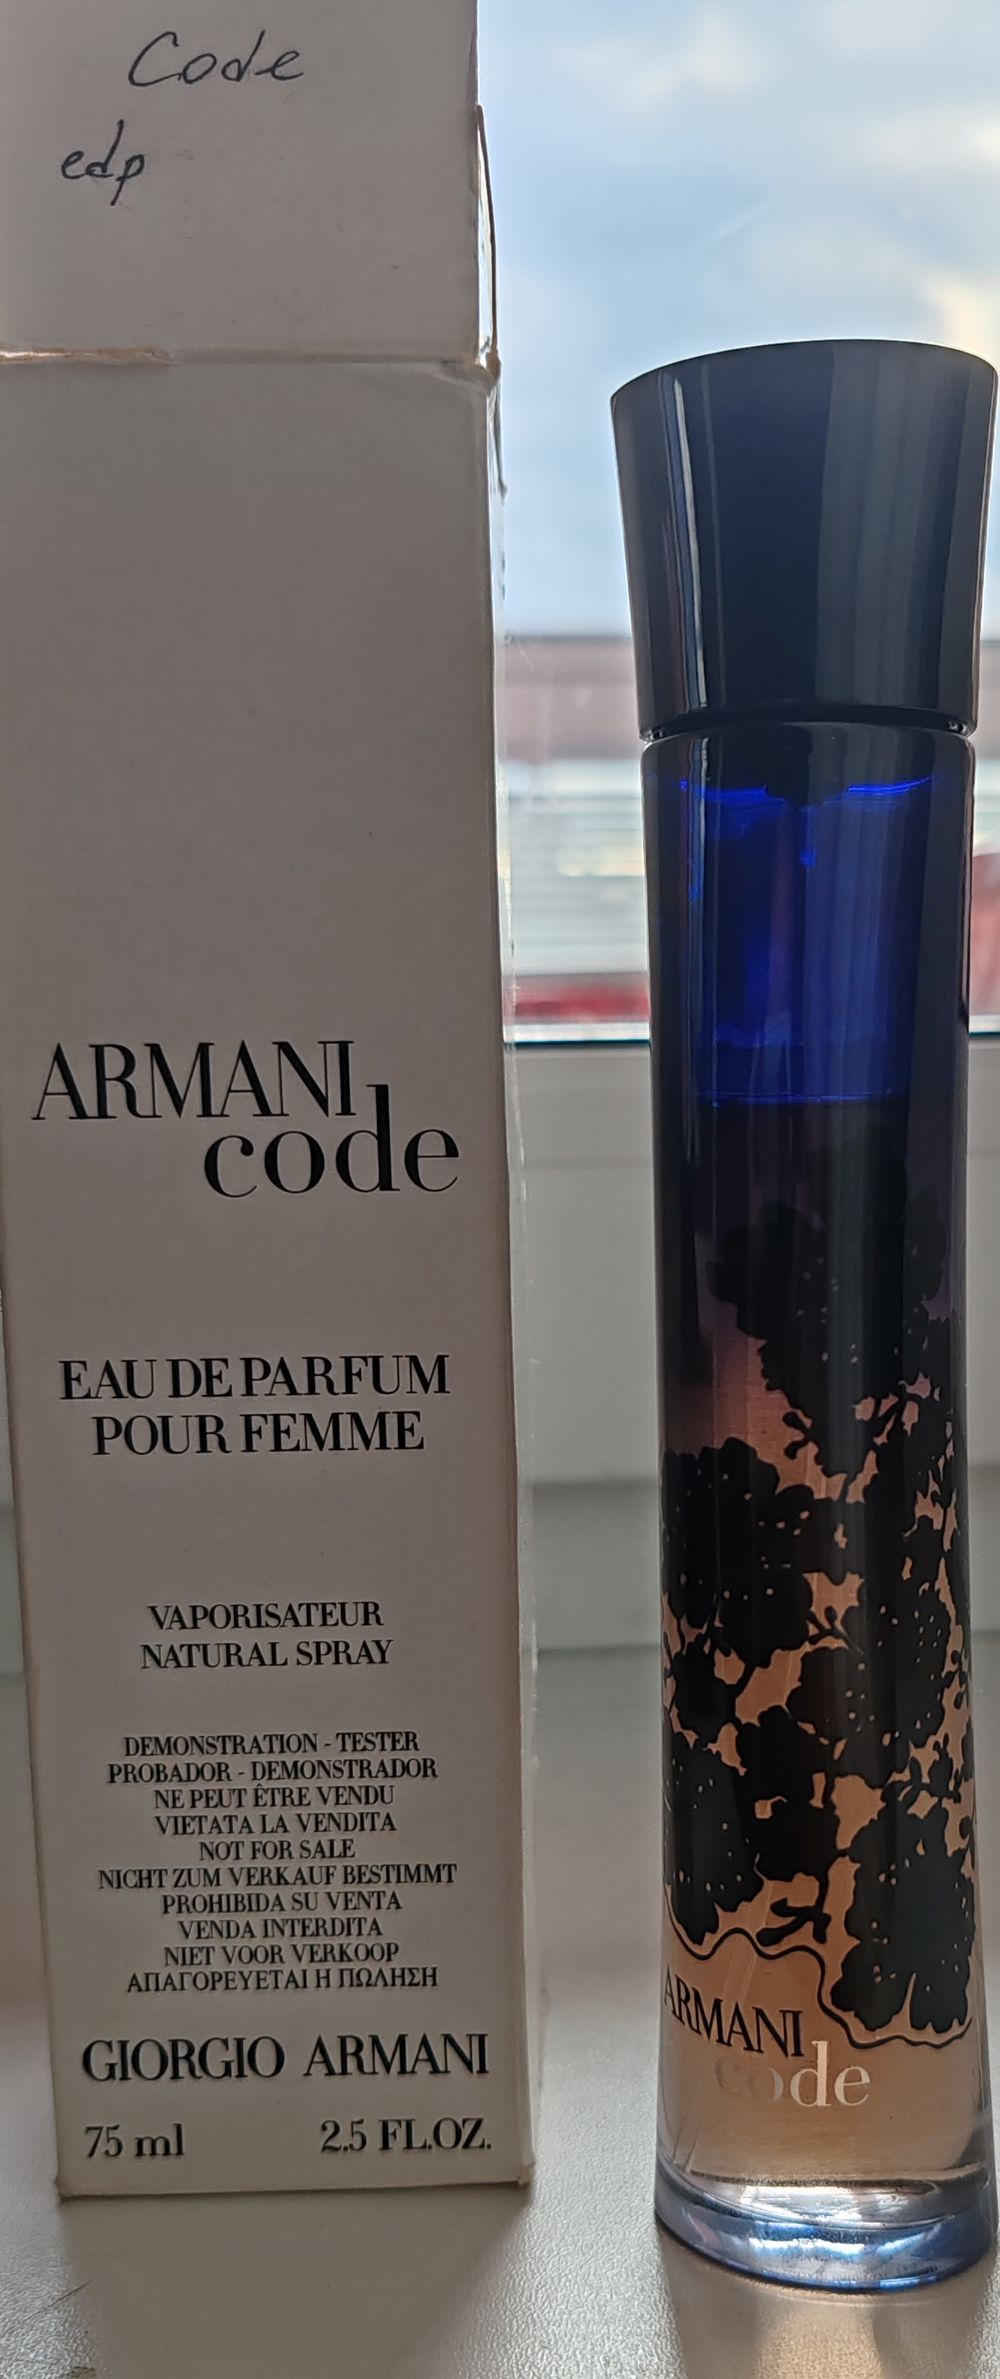 Code
edp
ARMANI
code
EAU DE PARFUM
POUR FEMME
VAPORISATEUR
NATURAL SPRAY
DEMONSTRATION - TESTER
PROBADOR - DEMONSTRADOR
NE PEUT ÊTRE VENDU
VIETATA LA VENDITA
NOT FOR SALE
NICHT ZUM VERKAUF BESTIMMT
PROHIBIDA SU VENTA
VENDA INTERDITA
NIET VOOR VERKOOP
ΑΠΑΓΟΡΕΥΕΤΑΙ Η ΠΩΛΗΣΗ
GIORGIO ARMANI
75 ml 2.5 FL.OZ.
ARMANI
code